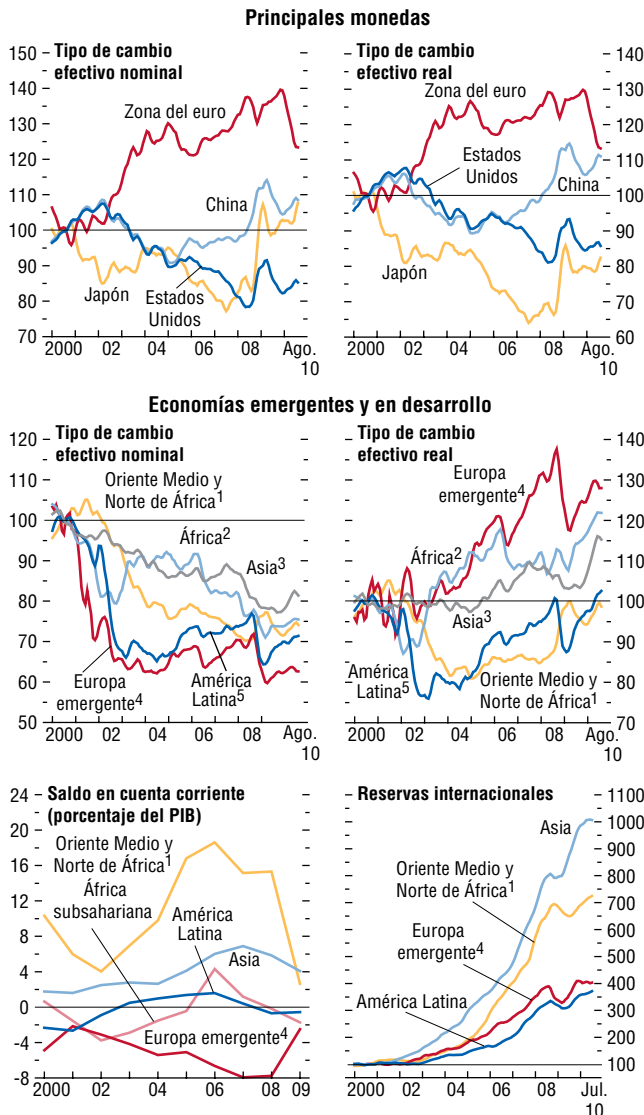 Principales monedas
Tipo de cambio
efectivo nominal
Zona del euro
China
Japón
Estados
Unidos
150
140
130
120
110
100
90
80
70
60
2000 02 04 06 08 Ago.
10
Tipo de cambio
efectivo real
Zona del euro
Estados
Unidos
China
Japón
140
130
120
110
100
90
80
70
60
2000 02 04 06 08 Ago.
10
Economías emergentes y en desarrollo
Tipo de cambio
efectivo nominal
Oriente Medio y
Norte de África1
África2
Asia3
Europa
emergente4
América
Latina5
120
110
100
90
80
70
60
50
2000 02 04 06 08 Ago.
10
Tipo de cambio
efectivo real
Europa
emergente4
África2
Asia3
América
Latina5
Oriente Medio y
Norte de África1
140
130
120
110
100
90
80
70
2000 02 04 06 08 Ago.
10
Saldo en cuenta corriente
(porcentaje del PIB)
Oriente Medio y
Norte de África1
África
subsahariana
América
Latina
Asia
Europa emergente4
24
20
16
12
8
4
0
-4
-8
2000 02 04 06 08 09
Reservas internacionales
Asia
Oriente Medio y
Norte de África1
Europa
emergente4
América Latina
1100
1000
900
800
700
600
500
400
300
200
100
2000 02 04 06 08 Jul.
10